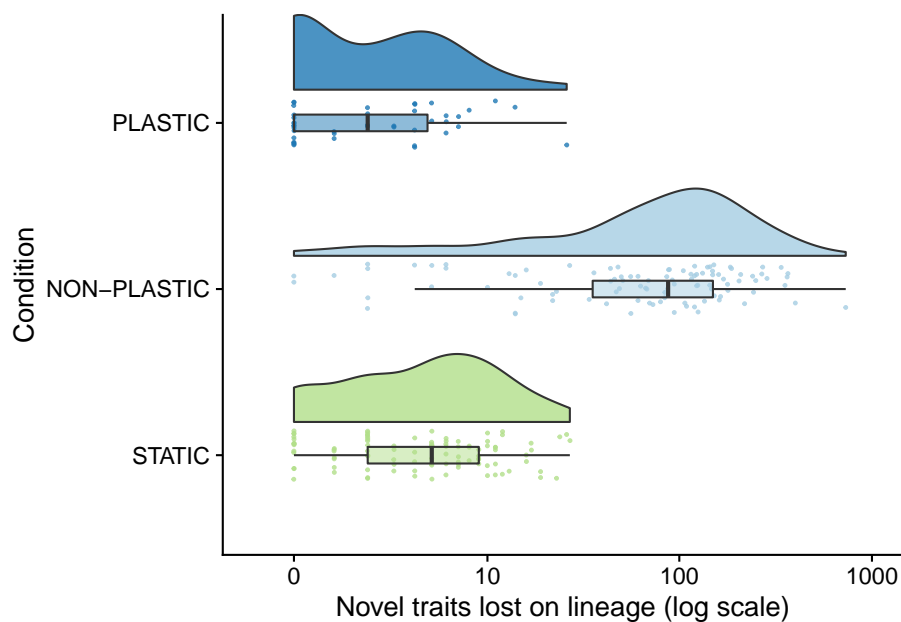 PLASTIC
NON−PLASTIC
STATIC
Condition
0 10 100 1000
Novel traits lost on lineage (log scale)